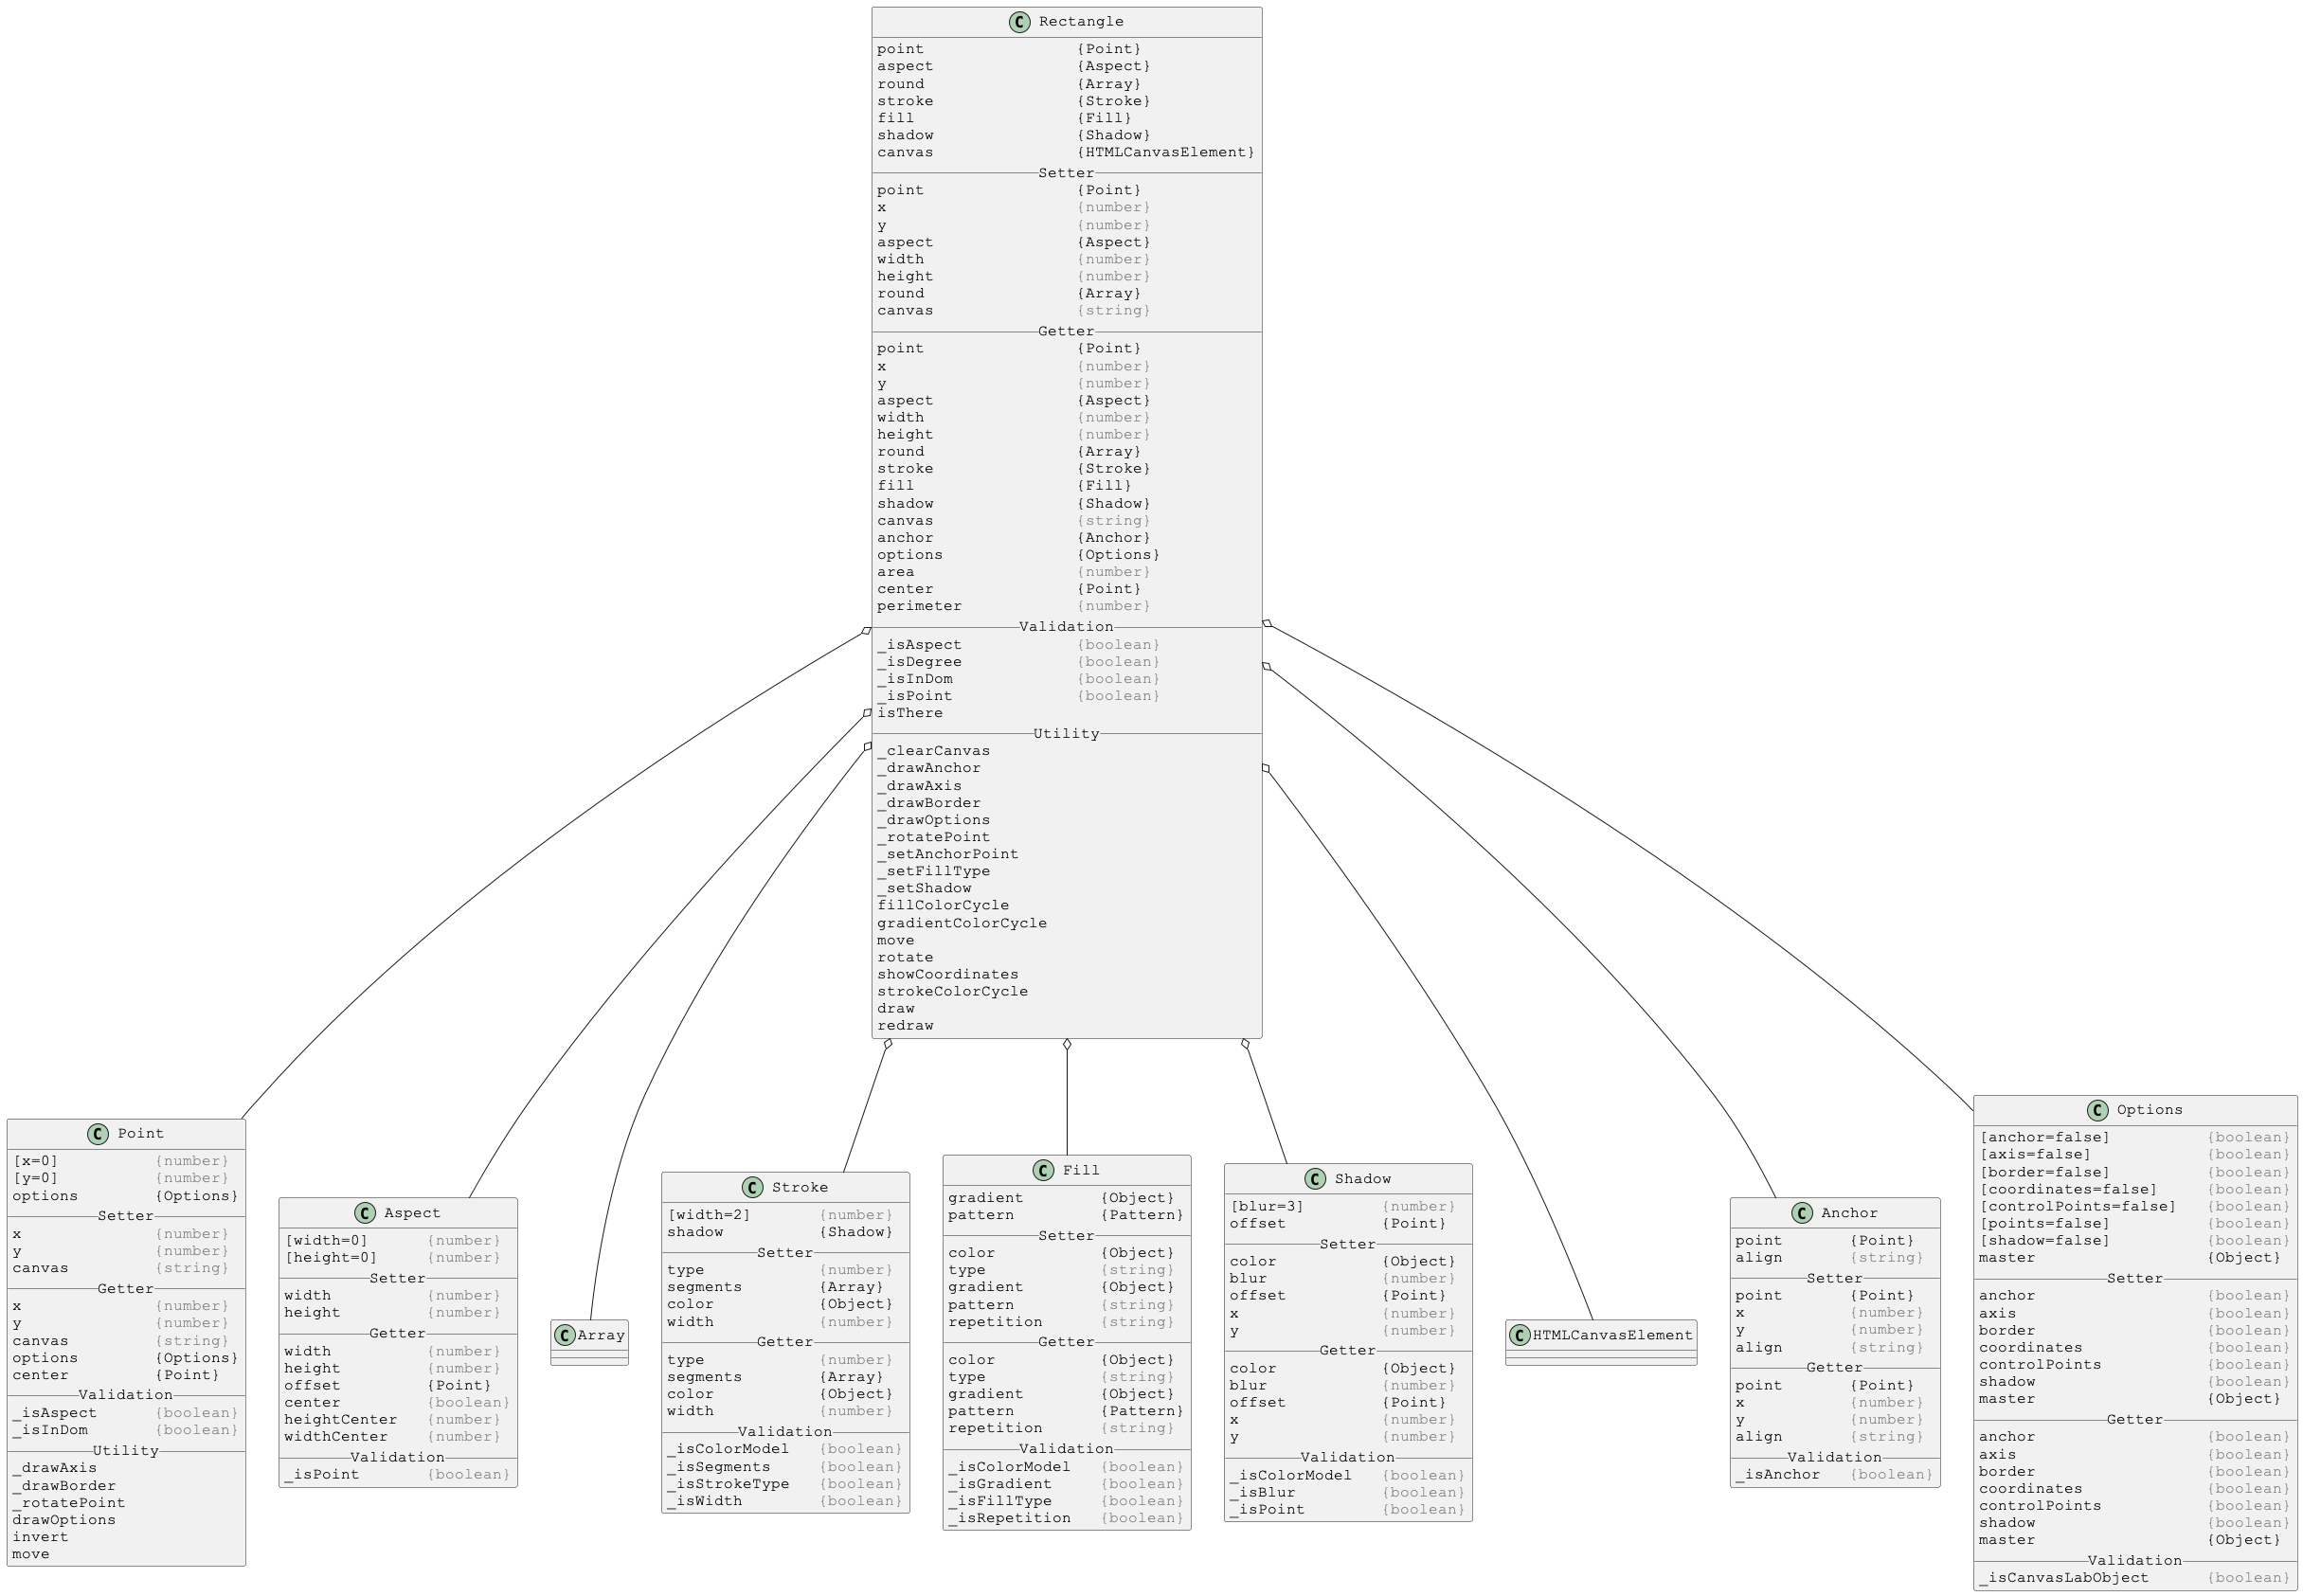 C Rectangle
point {Point}
aspect {Aspect}
round {Array}
stroke {Stroke}
fill {Fill}
shadow {Shadow}
canvas {HTMLCanvasElement}
Setter
point {Point}
x {number}
y {number}
aspect {Aspect}
width {number}
height {number}
round {Array}
canvas {string}
Getter
point {Point}
x {number}
y {number}
aspect {Aspect}
width {number}
height {number}
round {Array}
stroke {Stroke}
fill {Fill}
shadow {Shadow}
canvas {string}
anchor {Anchor}
options {Options}
area {number}
center {Point}
perimeter {number}
Validation
_isAspect {boolean}
_isDegree {boolean}
_isInDom {boolean}
_isPoint {boolean}
isThere
Utility
_clearCanvas
_drawAnchor
_drawAxis
_drawBorder
_drawOptions
_rotatePoint
_setAnchorPoint
_setFillType
_setShadow
fillColorCycle
gradientColorCycle
move
rotate
showCoordinates
strokeColorCycle
draw
redraw
C Point
[x=0] {number}
[y=0] {number}
options {Options}
Setter
x {number}
y {number}
canvas {string}
Getter
x {number}
y {number}
canvas {string}
options {Options}
center {Point}
Validation
_isAspect {boolean}
_isInDom {boolean}
Utility
_drawAxis
_drawBorder
_rotatePoint
drawOptions
invert
move
C Aspect
[width=0] {number}
[height=0] {number}
Setter
width {number}
height {number}
Getter
width {number}
height {number}
offset {Point}
center {boolean}
heightCenter {number}
widthCenter {number}
Validation
_isPoint {boolean}
C Array
C Stroke
[width=2] {number}
shadow {Shadow}
Setter
type {number}
segments {Array}
color {Object}
width {number}
Getter
type {number}
segments {Array}
color {Object}
width {number}
Validation
_isColorModel {boolean}
_isSegments {boolean}
_isStrokeType {boolean}
_isWidth {boolean}
C Fill
gradient {Object}
pattern {Pattern}
Setter
color {Object}
type {string}
gradient {Object}
pattern {string}
repetition {string}
Getter
color {Object}
type {string}
gradient {Object}
pattern {Pattern}
repetition {string}
Validation
_isColorModel {boolean}
_isGradient {boolean}
_isFillType {boolean}
_isRepetition {boolean}
C Shadow
[blur=3] {number}
offset {Point}
Setter
color {Object}
blur {number}
offset {Point}
x {number}
y {number}
Getter
color {Object}
blur {number}
offset {Point}
x {number}
y {number}
Validation
_isColorModel {boolean}
_isBlur {boolean}
_isPoint {boolean}
C HTMLCanvasElement
C Anchor
point {Point}
align {string}
Setter
point {Point}
x {number}
y {number}
align {string}
Getter
point {Point}
x {number}
y {number}
align {string}
Validation
_isAnchor {boolean}
C Options
[anchor=false] {boolean}
[axis=false] {boolean}
[border=false] {boolean}
[coordinates=false] {boolean}
[controlPoints=false] {boolean}
[points=false] {boolean}
[shadow=false] {boolean}
master {Object}
Setter
anchor {boolean}
axis {boolean}
border {boolean}
coordinates {boolean}
controlPoints {boolean}
shadow {boolean}
master {Object}
Getter
anchor {boolean}
axis {boolean}
border {boolean}
coordinates {boolean}
controlPoints {boolean}
shadow {boolean}
master {Object}
Validation
_isCanvasLabObject {boolean}